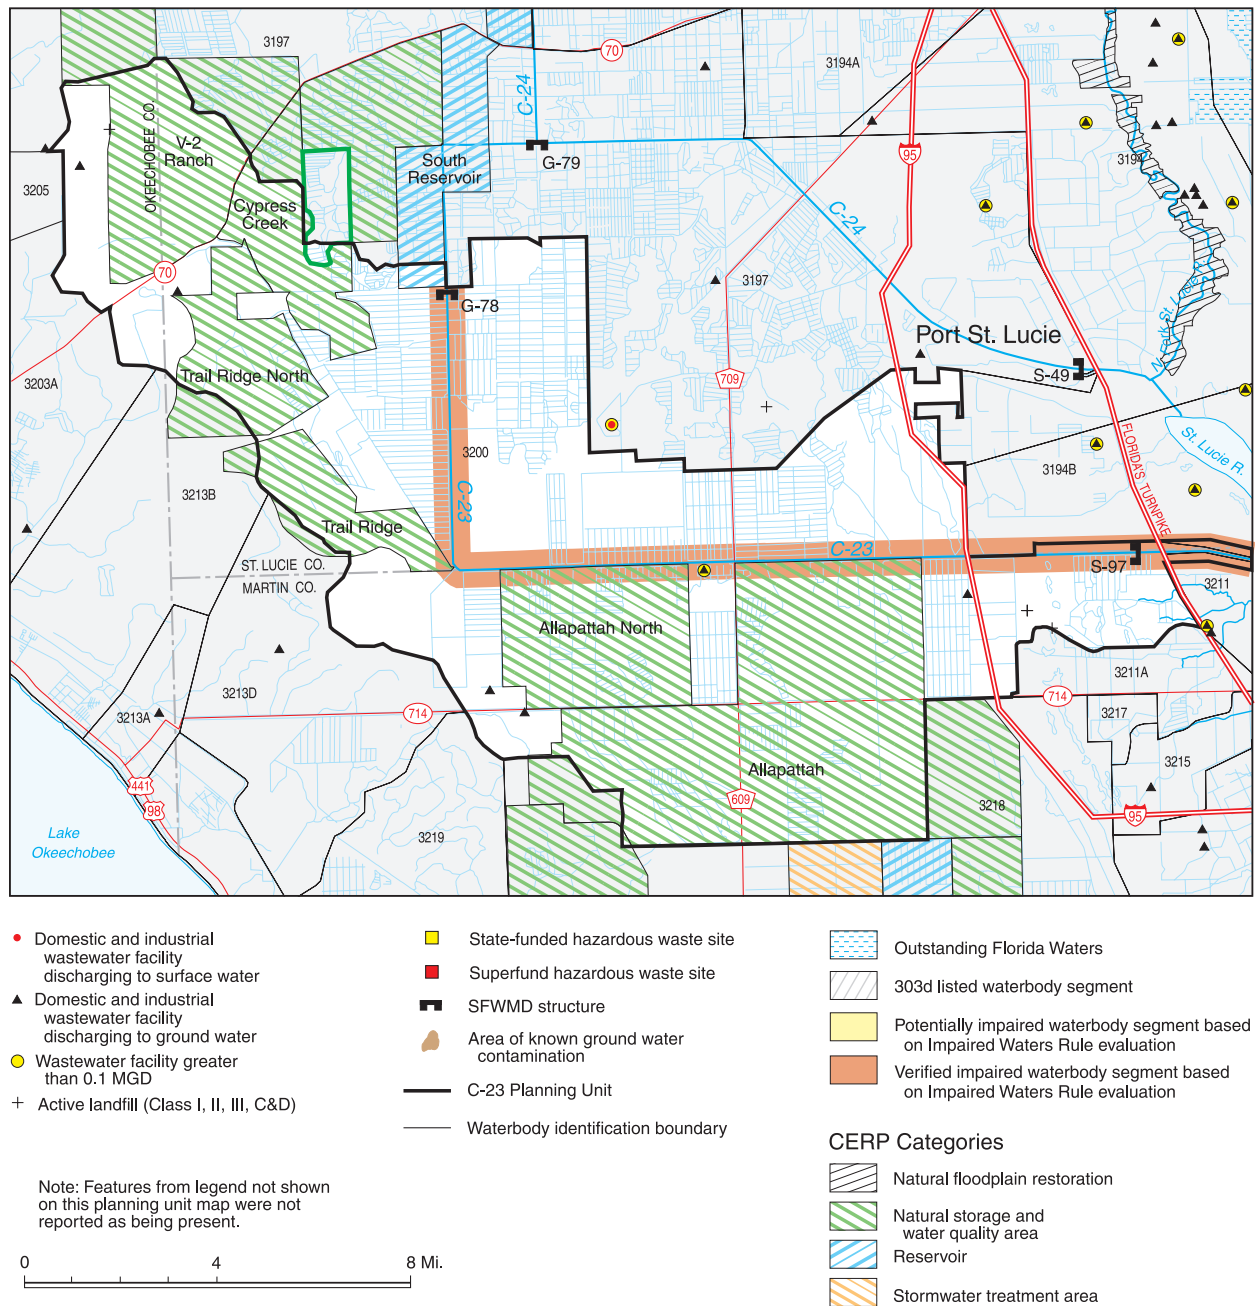 3197
70
3194A
OKEECHOBEE CO.
C-24
V-2
Ranch
South
Reservoir
G-79
95
3194
3205
Cypress
Creek
C-24
70
3197
G-78
N. Fork St. Lucie R.
Port St. Lucie
S-49
3203A
Trail Ridge North
709
FLORIDA'S TURNPIKE
St. Lucie R.
3200
3194B
3213B
C-23
Trail Ridge
C-23
ST. LUCIE CO.
MARTIN CO.
S-97
3211
Allapattah North
3211A
3213D
714
714
3213A
3217
3215
441
98
Allapattah
609
3218
95
Lake
Okeechobee
3219
Domestic and industrial
wastewater facility
discharging to surface water
Domestic and industrial
wastewater facility
discharging to ground water
Wastewater facility greater
than 0.1 MGD
Active landfill (Class I, II, III, C&D)
Note: Features from legend not shown
on this planning unit map were not
reported as being present.
0 4 8 Mi.
State-funded hazardous waste site
Superfund hazardous waste site
SFWMD structure
Area of known ground water
contamination
C-23 Planning Unit
Waterbody identification boundary
Outstanding Florida Waters
303d listed waterbody segment
Potentially impaired waterbody segment based
on Impaired Waters Rule evaluation
Verified impaired waterbody segment based
on Impaired Waters Rule evaluation
CERP Categories
Natural floodplain restoration
Natural storage and
water quality area
Reservoir
Stormwater treatment area